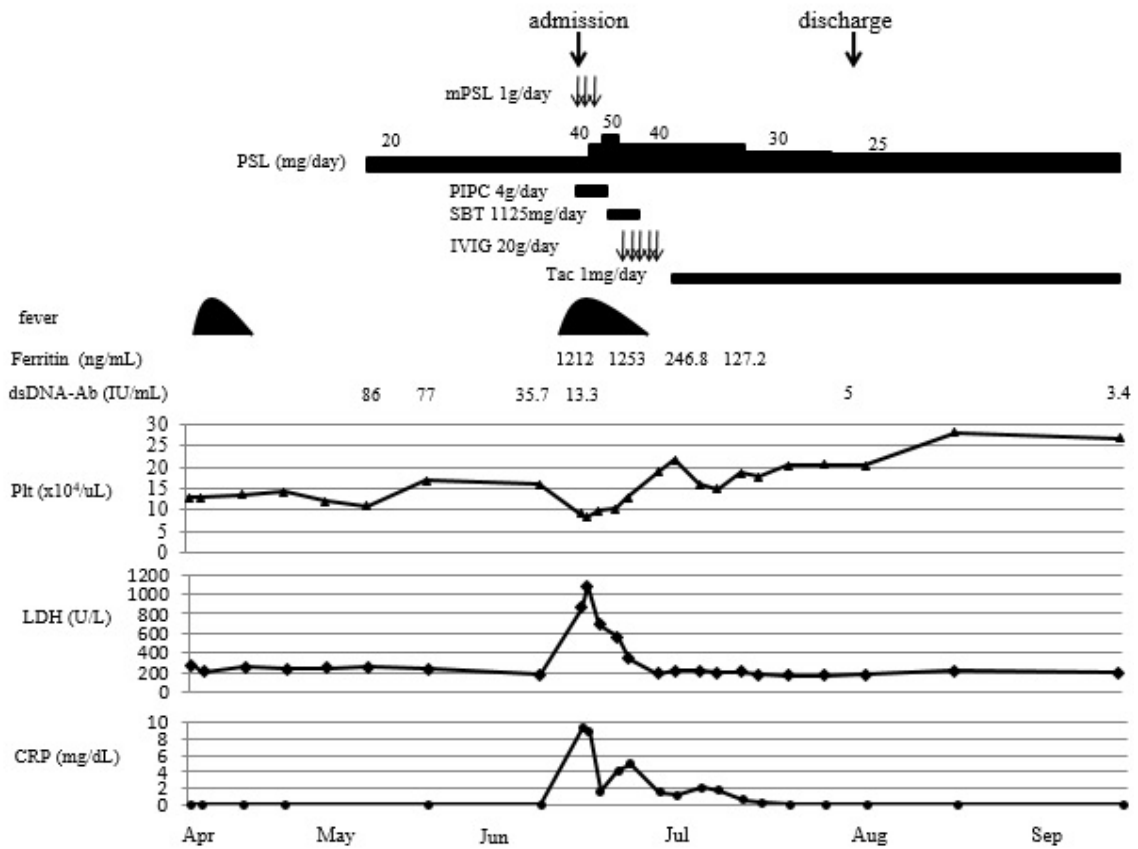 admission discharge
mPSL 1g/day
20 40 50 40 30 25
PSL (mg/day)
PIPC 4g/day
SBT 1125mg/day
IVIG 20g/day
Tac 1mg/day
fever
Ferritin (ng/mL) 1212 1253 246.8 127.2
dsDNA-Ab (IU/mL) 86 77 35.7 13.3 5 3.4
Plt (x10⁴/uL)
30
25
20
15
10
5
0
LDH (U/L)
1200
1000
800
600
400
200
0
CRP (mg/dL)
10
8
6
4
2
0
Apr May Jun Jul Aug Sep